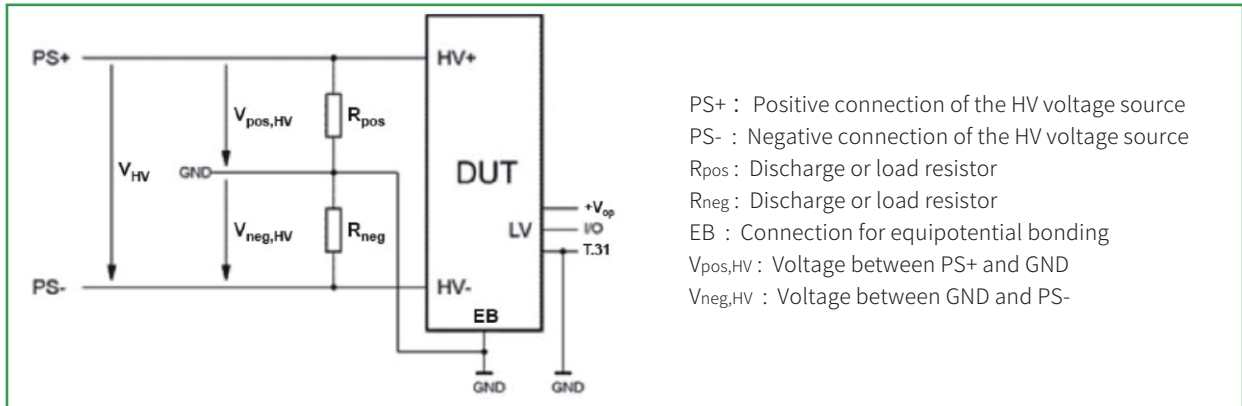 PS+
HV+
Vpos,HV
Rpos
VHV
GND
DUT
+Vop
LV
I/O
T.31
Vneg,HV
Rneg
PS-
HV-
EB
GND
GND
PS+ : Positive connection of the HV voltage source
PS- : Negative connection of the HV voltage source
Rpos : Discharge or load resistor
Rneg : Discharge or load resistor
EB : Connection for equipotential bonding
Vpos,HV : Voltage between PS+ and GND
Vneg,HV : Voltage between GND and PS-